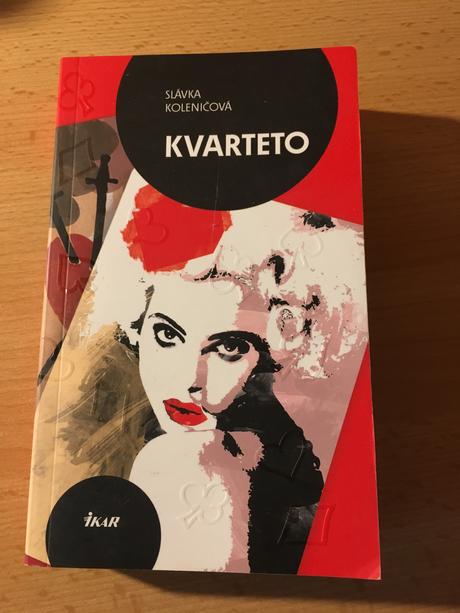 SLÁVKA
KOLENIČOVÁ
KVARTETO
IKAR